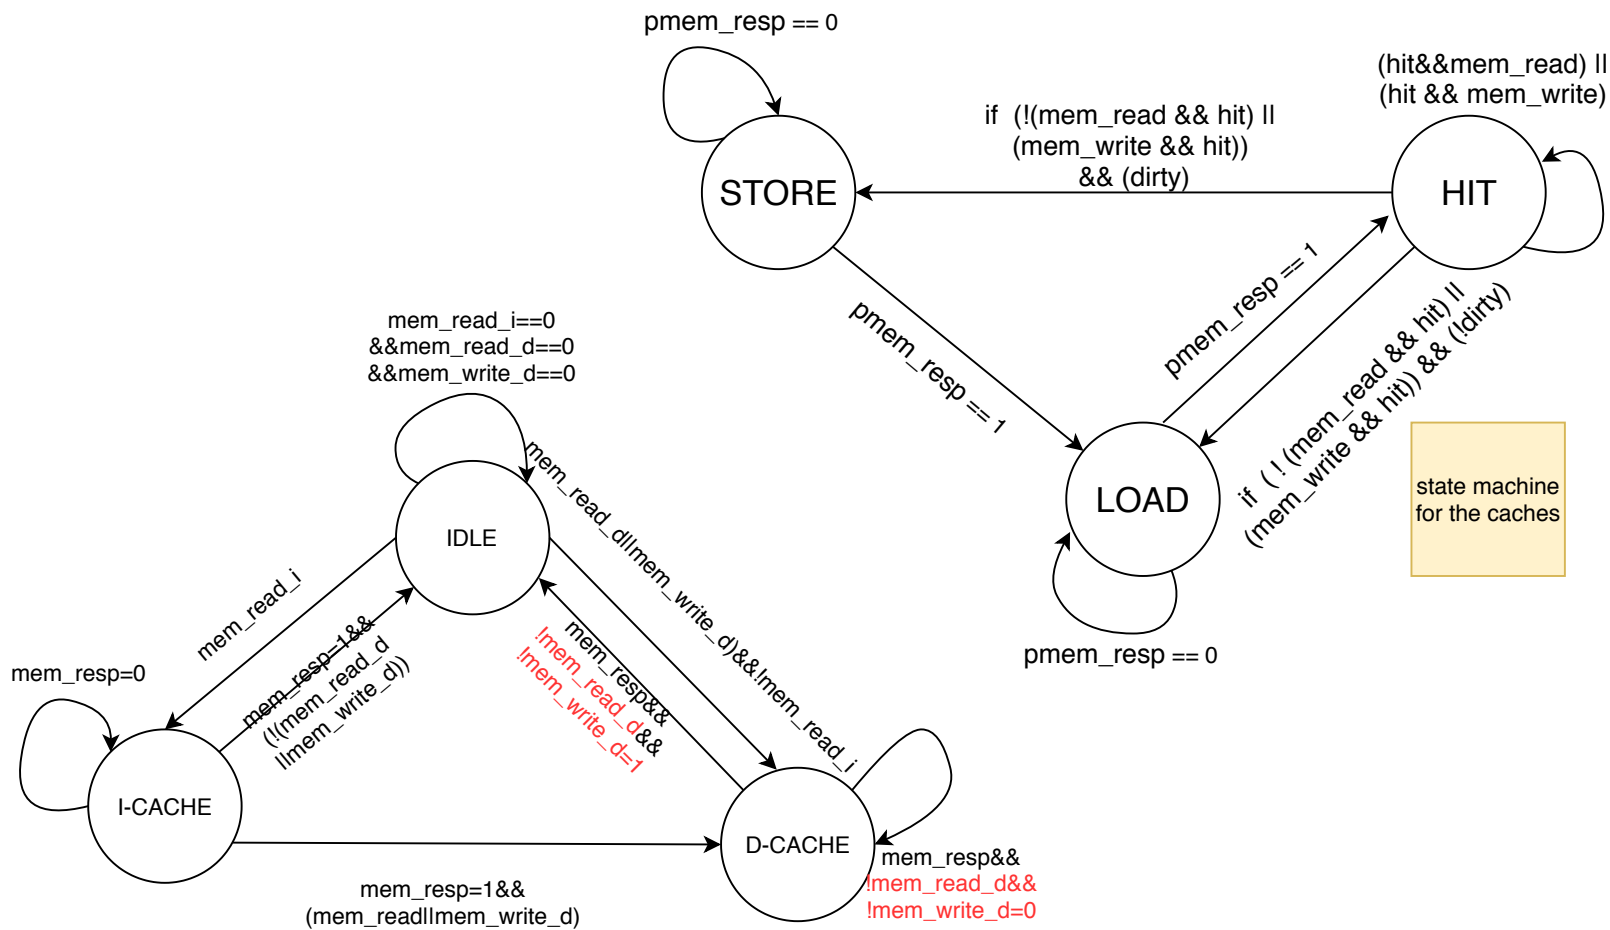 pmem_resp == 0
(hit&&mem_read) ||
(hit && mem_write)
if (!(mem_read && hit) ||
(mem_write && hit))
&& (dirty)
STORE
HIT
pmem_resp == 1
pmem_resp == 1
if ( ! (mem_read && hit) ||
(mem_write && hit)) && (!dirty)
LOAD
pmem_resp == 0
state machine
for the caches
mem_read_i==0
&&mem_read_d==0
&&mem_write_d==0
IDLE
mem_read_d||mem_write_d)&&!mem_read_i
mem_read_i
mem_resp=1&&
(!(mem_read_d
||mem_write_d))
mem_resp&&
!mem_read_d&&
!mem_write_d=1
mem_resp=0
I-CACHE
D-CACHE
mem_resp&&
!mem_read_d&&
!mem_write_d=0
mem_resp=1&&
(mem_read||mem_write_d)